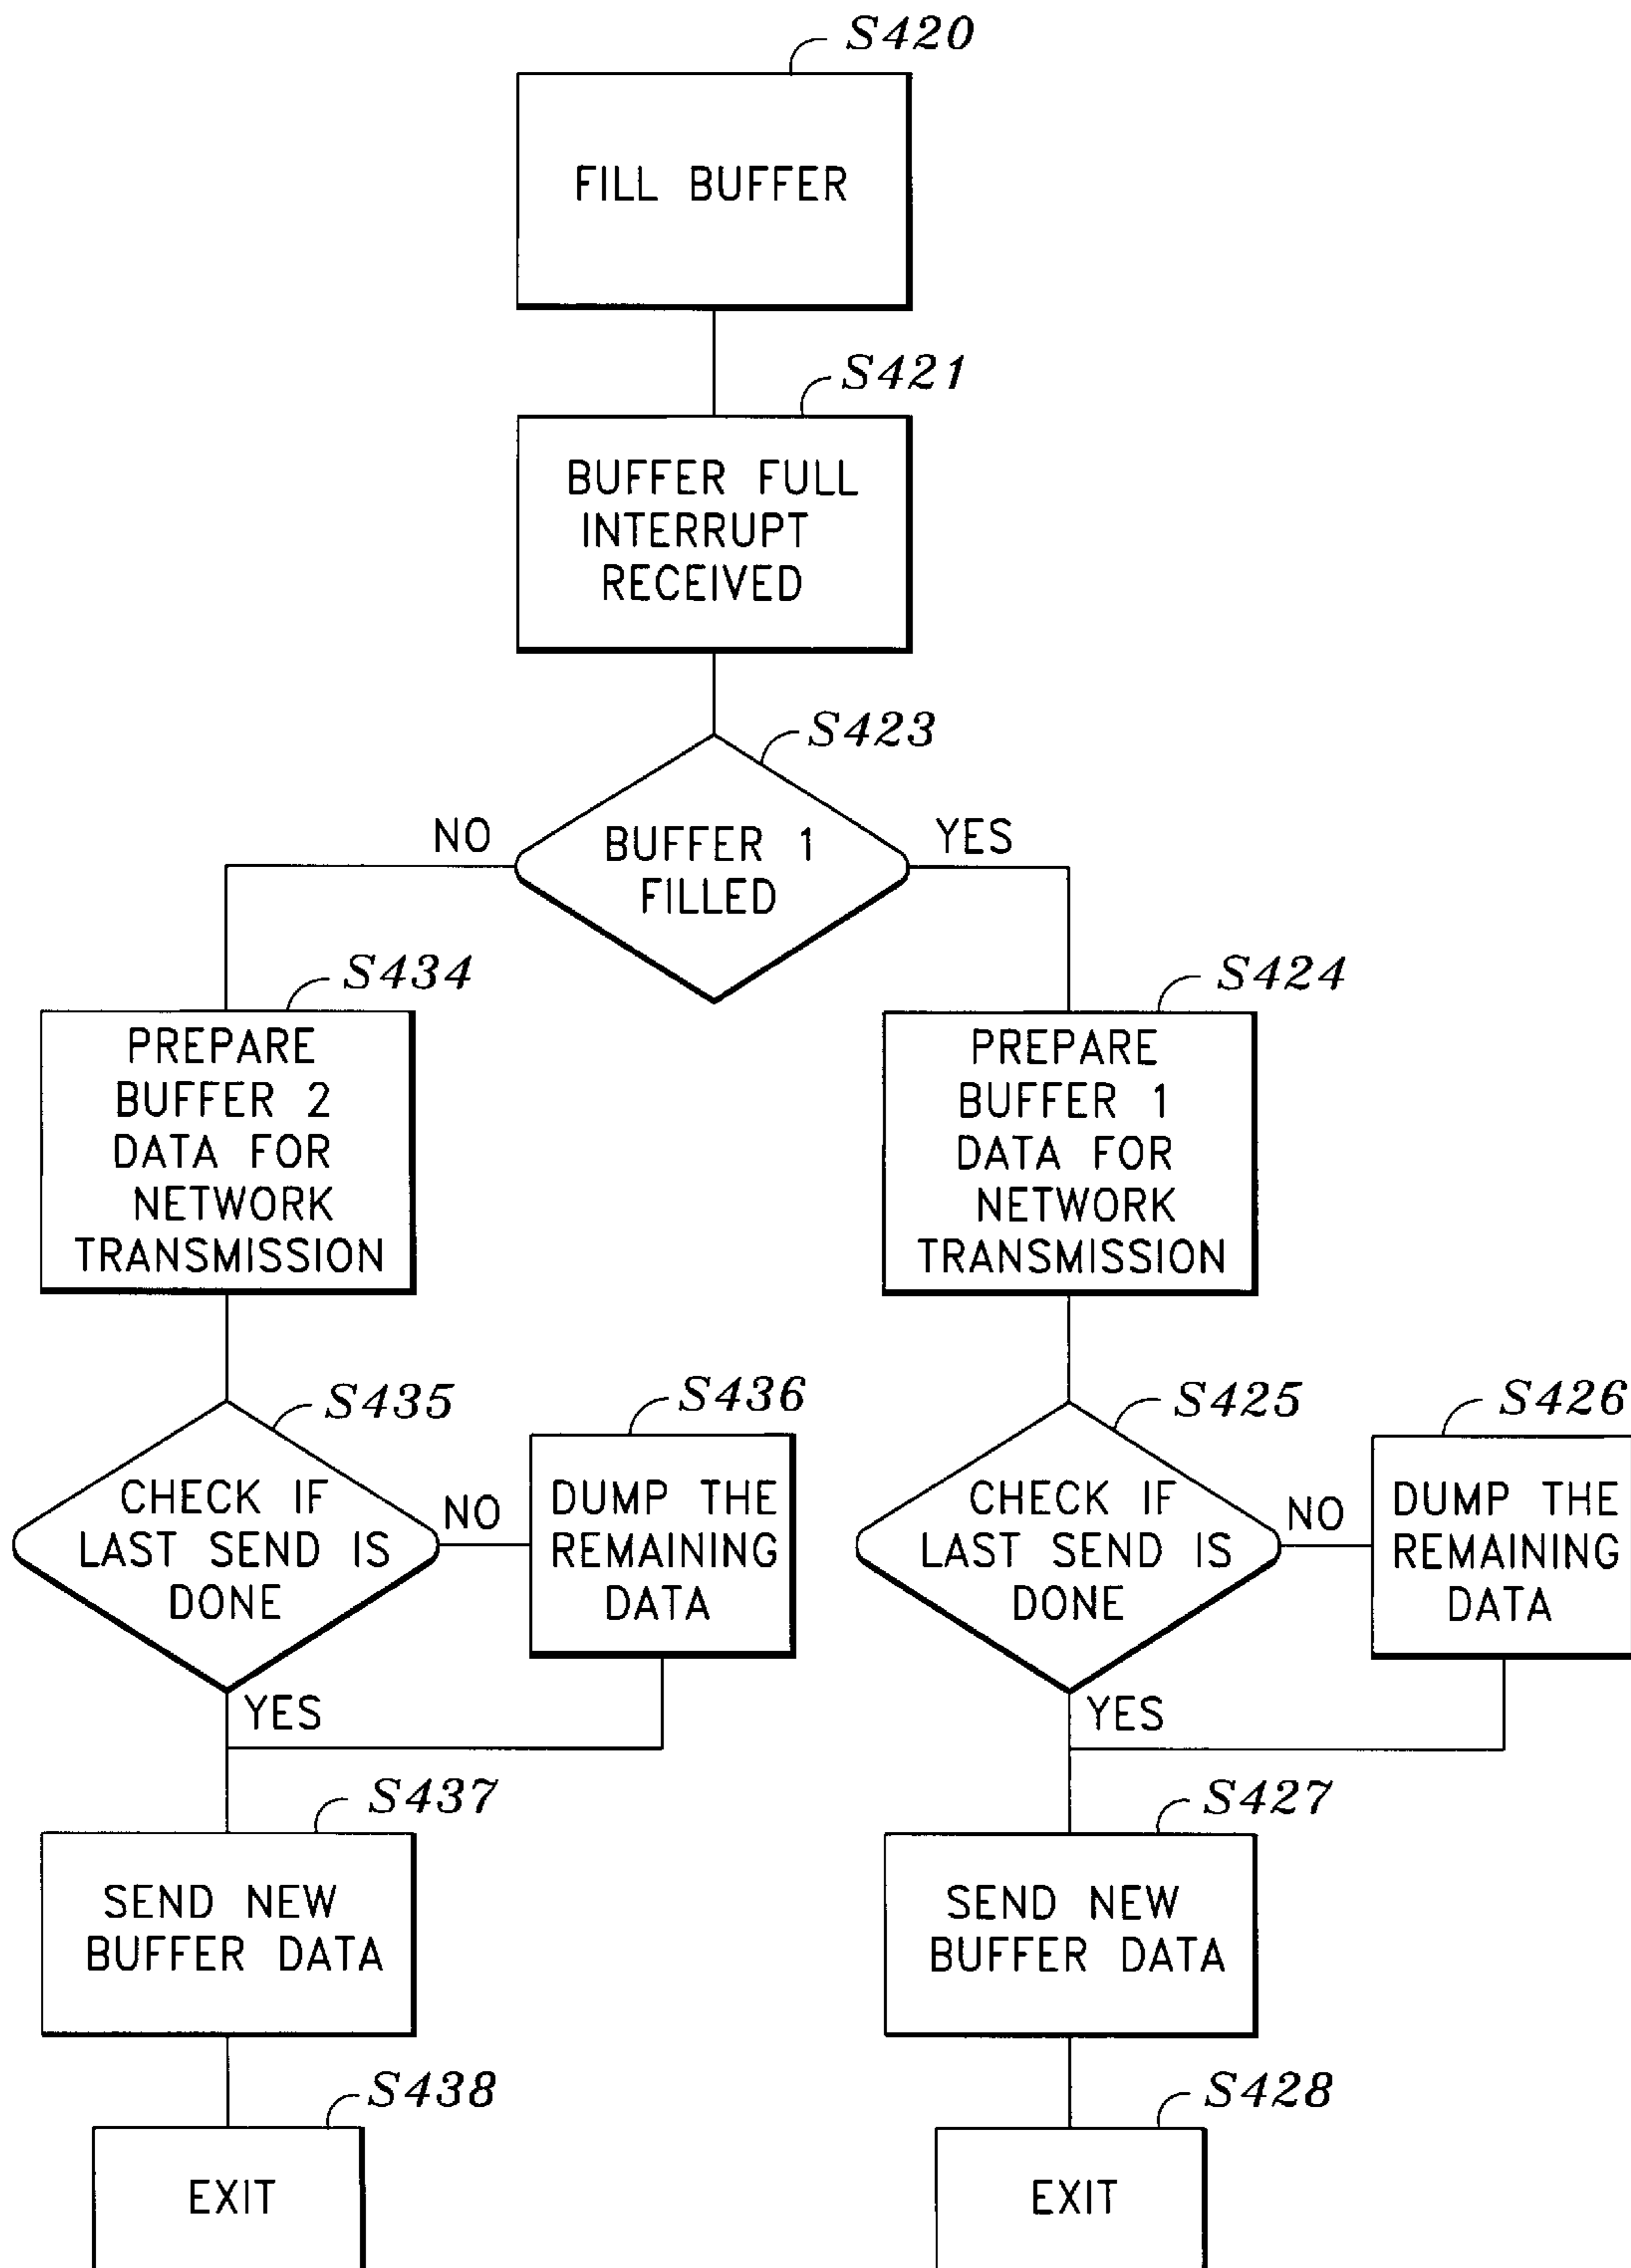 S420
FILL BUFFER
S421
BUFFER FULL
INTERRUPT
RECEIVED
S423
NO
BUFFER 1
FILLED
YES
S434
PREPARE
BUFFER 2
DATA FOR
NETWORK
TRANSMISSION
S424
PREPARE
BUFFER 1
DATA FOR
NETWORK
TRANSMISSION
S435
CHECK IF
LAST SEND IS
DONE
NO
S436
DUMP THE
REMAINING
DATA
YES
S425
CHECK IF
LAST SEND IS
DONE
NO
S426
DUMP THE
REMAINING
DATA
YES
S437
SEND NEW
BUFFER DATA
S427
SEND NEW
BUFFER DATA
S438
EXIT
S428
EXIT